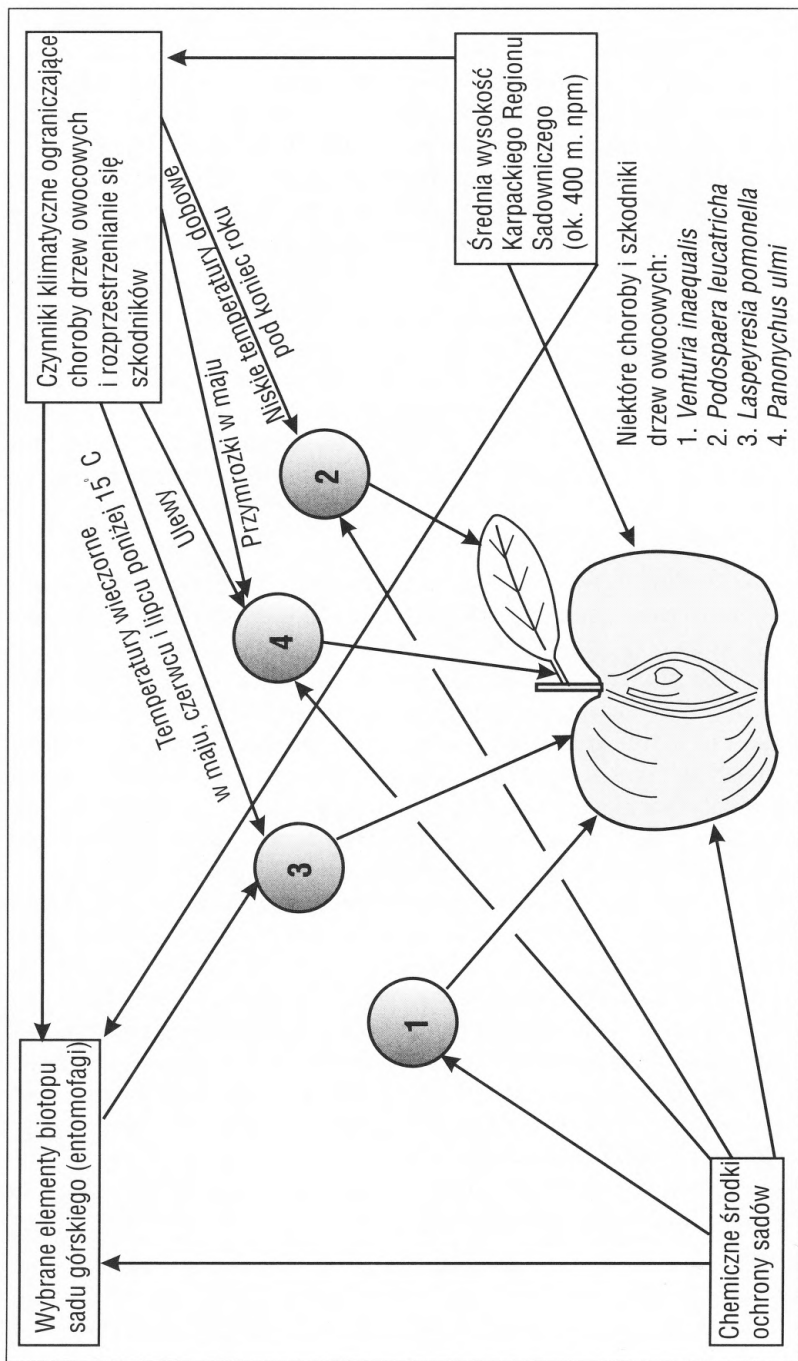 Wybrane elementy biotopu
sadu górskiego (entomofagi)
Czynniki klimatyczne ograniczające
choroby drzew owocowych
i rozprzestrzenianie się
szkodników
Temperatury wieczorne
w maju, czerwcu i lipcu poniżej 15° C
Ulewy
Przymrozki w maju
Niskie temperatury dobowe
pod koniec roku
1
3
4
2
Średnia wysokość
Karpackiego Regionu
Sadowniczego
(ok. 400 m. npm)
Chemiczne środki
ochrony sadów
Niektóre choroby i szkodniki
drzew owocowych:
1. Venturia inaequalis
2. Podospaera leucatricha
3. Laspeyresia pomonella
4. Panonychus ulmi